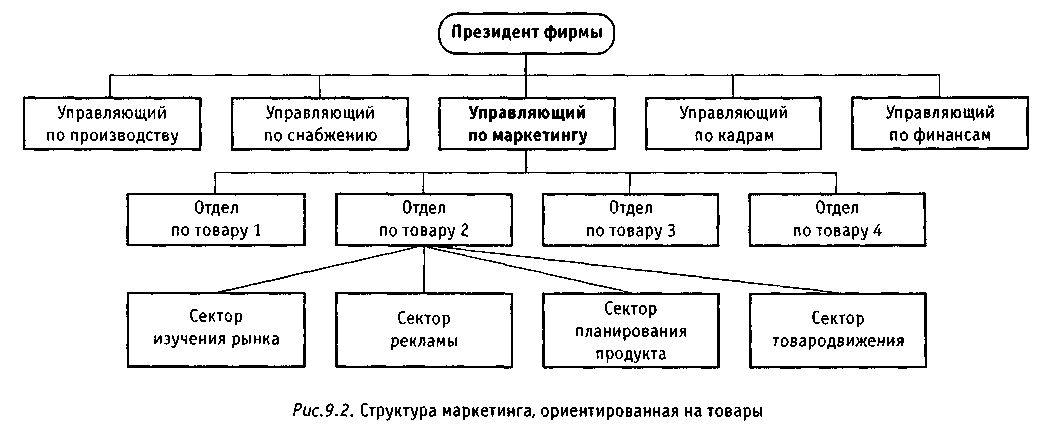 Президент фирмы
Управляющий
по производству
Управляющий
по снабжению
Управляющий
по маркетингу
Управляющий
по кадрам
Управляющий
по финансам
Отдел
по товару 1
Отдел
по товару 2
Отдел
по товару 3
Отдел
по товару 4
Сектор
изучения рынка
Сектор
рекламы
Сектор
планирования
продукта
Сектор
товародвижения
Рис.9.2. Структура маркетинга, ориентированная на товары